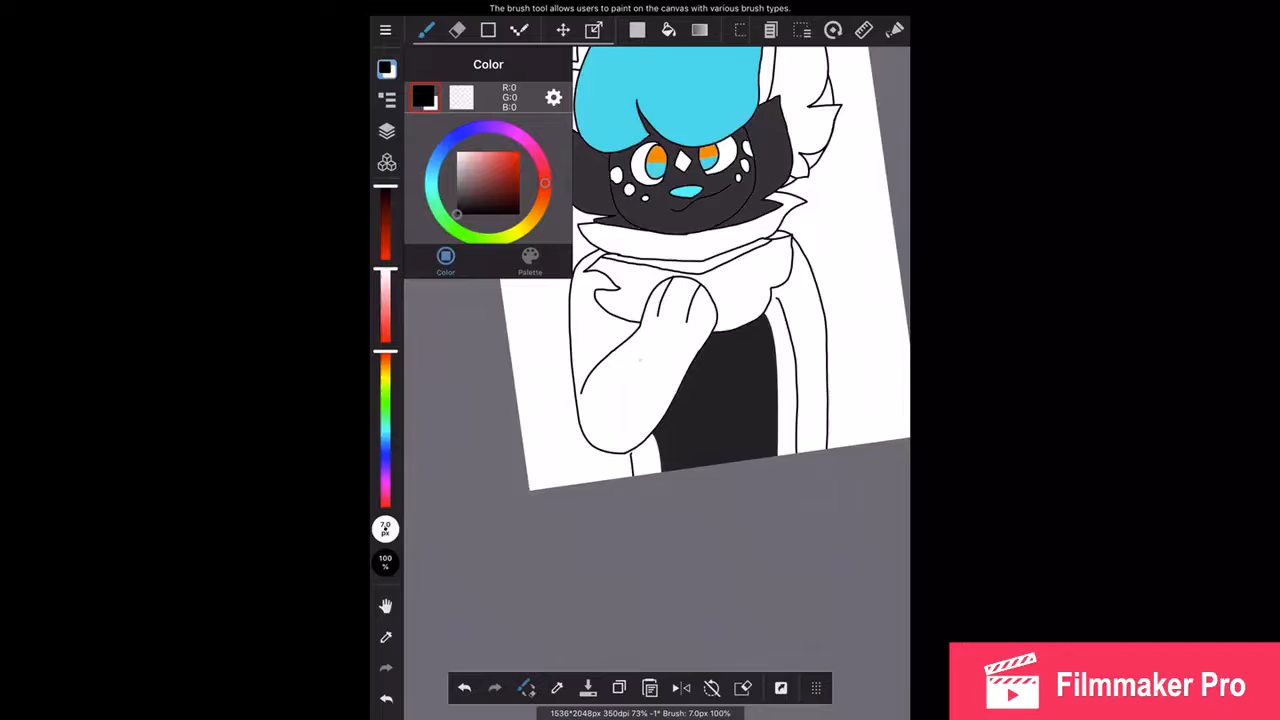 The brush tool allows users to paint on the canvas with various brush types.
Color
R:0
G:0
B:0
Color
Palette
7.0
px
100
%
1536*2048px 350dpi 73% -1° Brush: 7.0px 100%
Filmmaker Pro